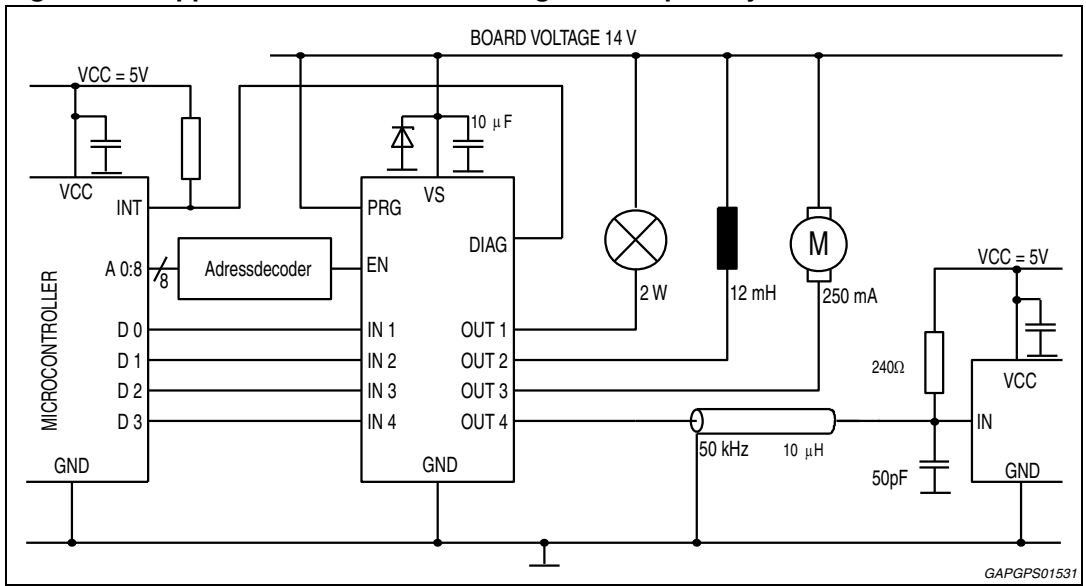 BOARD VOLTAGE 14 V
VCC = 5V
10 μF
VCC
VS
INT
PRG
DIAG
A 0:8
8
Adressdecoder
EN
MICROCONTROLLER
2 W
12 mH
250 mA
VCC = 5V
D 0
IN 1
OUT 1
D 1
IN 2
OUT 2
D 2
IN 3
OUT 3
240Ω
VCC
D 3
IN 4
OUT 4
IN
50 kHz
10 μH
GND
GND
50pF
GND
GAPGPS01531